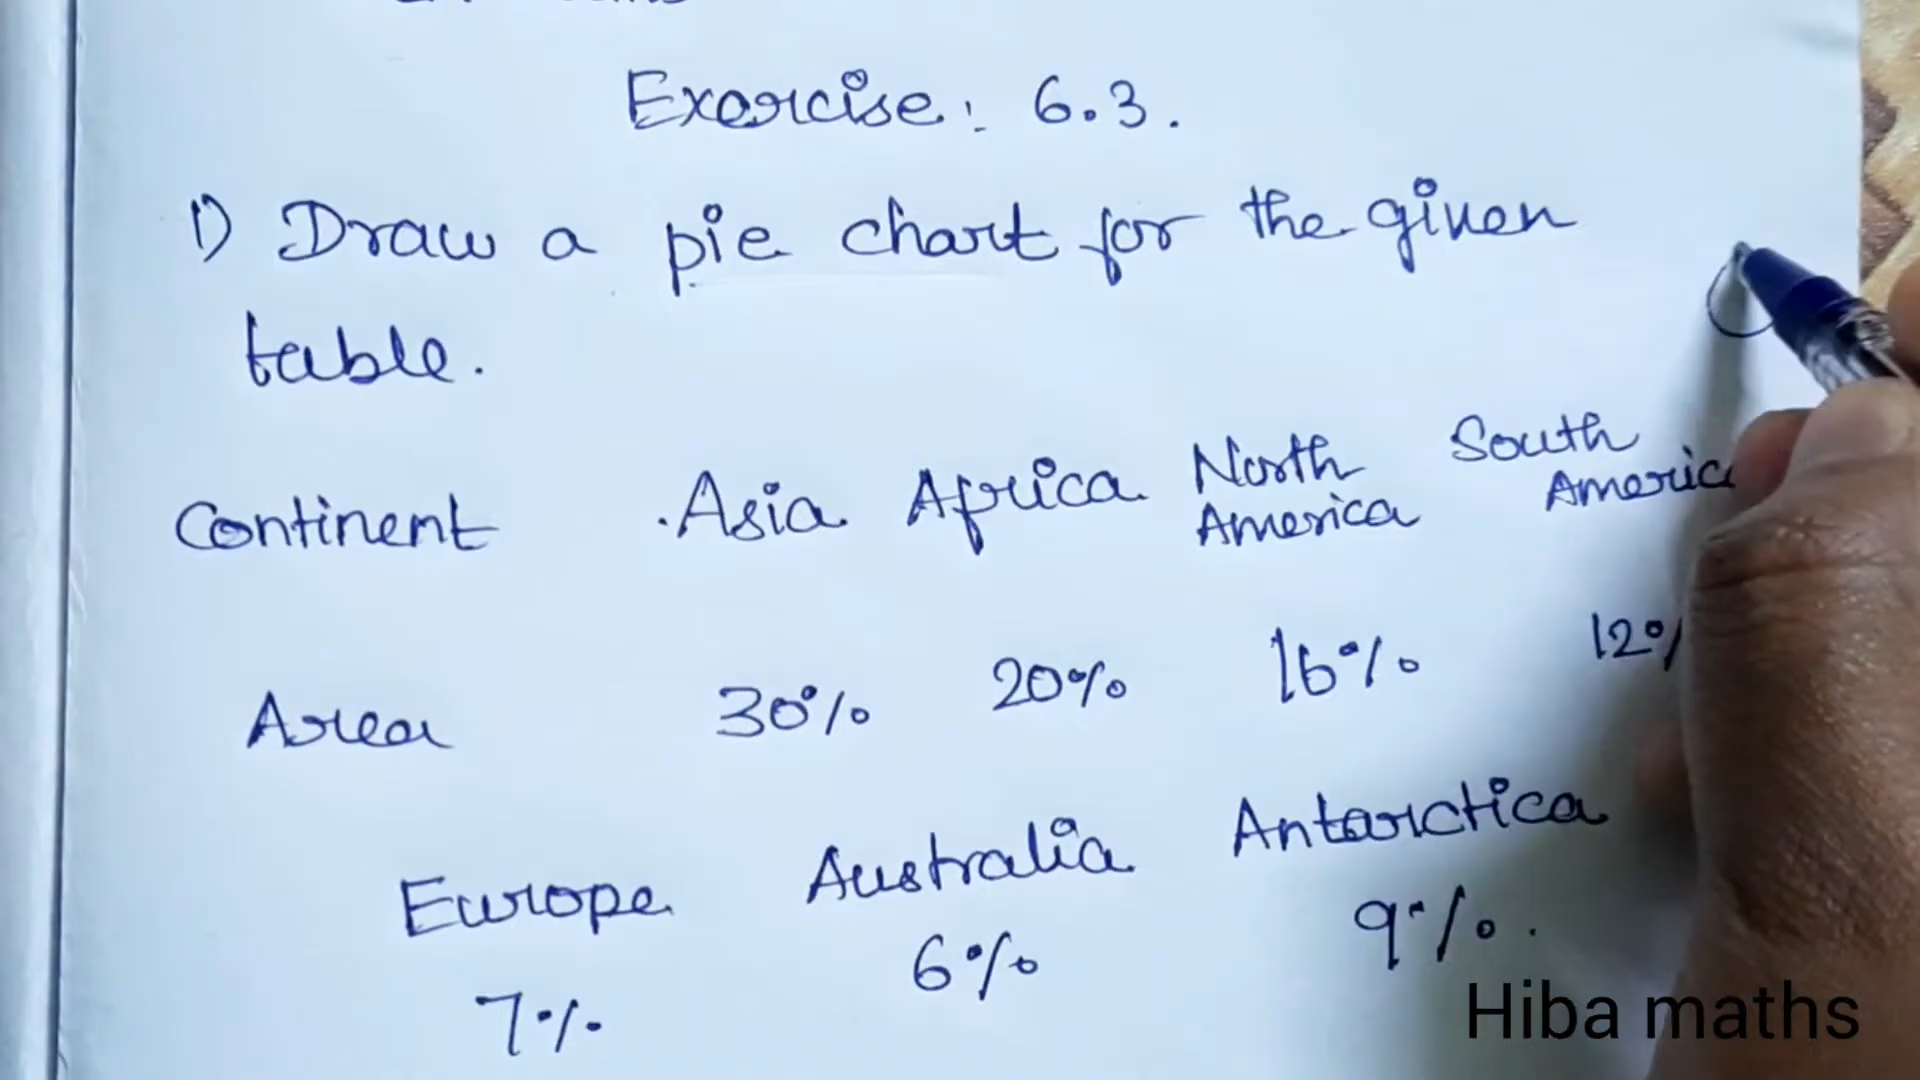 Exercise: 6.3.
1) Draw a pie chart for the given
table.
Continent Asia Africa North America South Americ
Area 30% 20% 16% 12%
Europe Australia Antarctica
7% 6% 9%.
Hiba maths